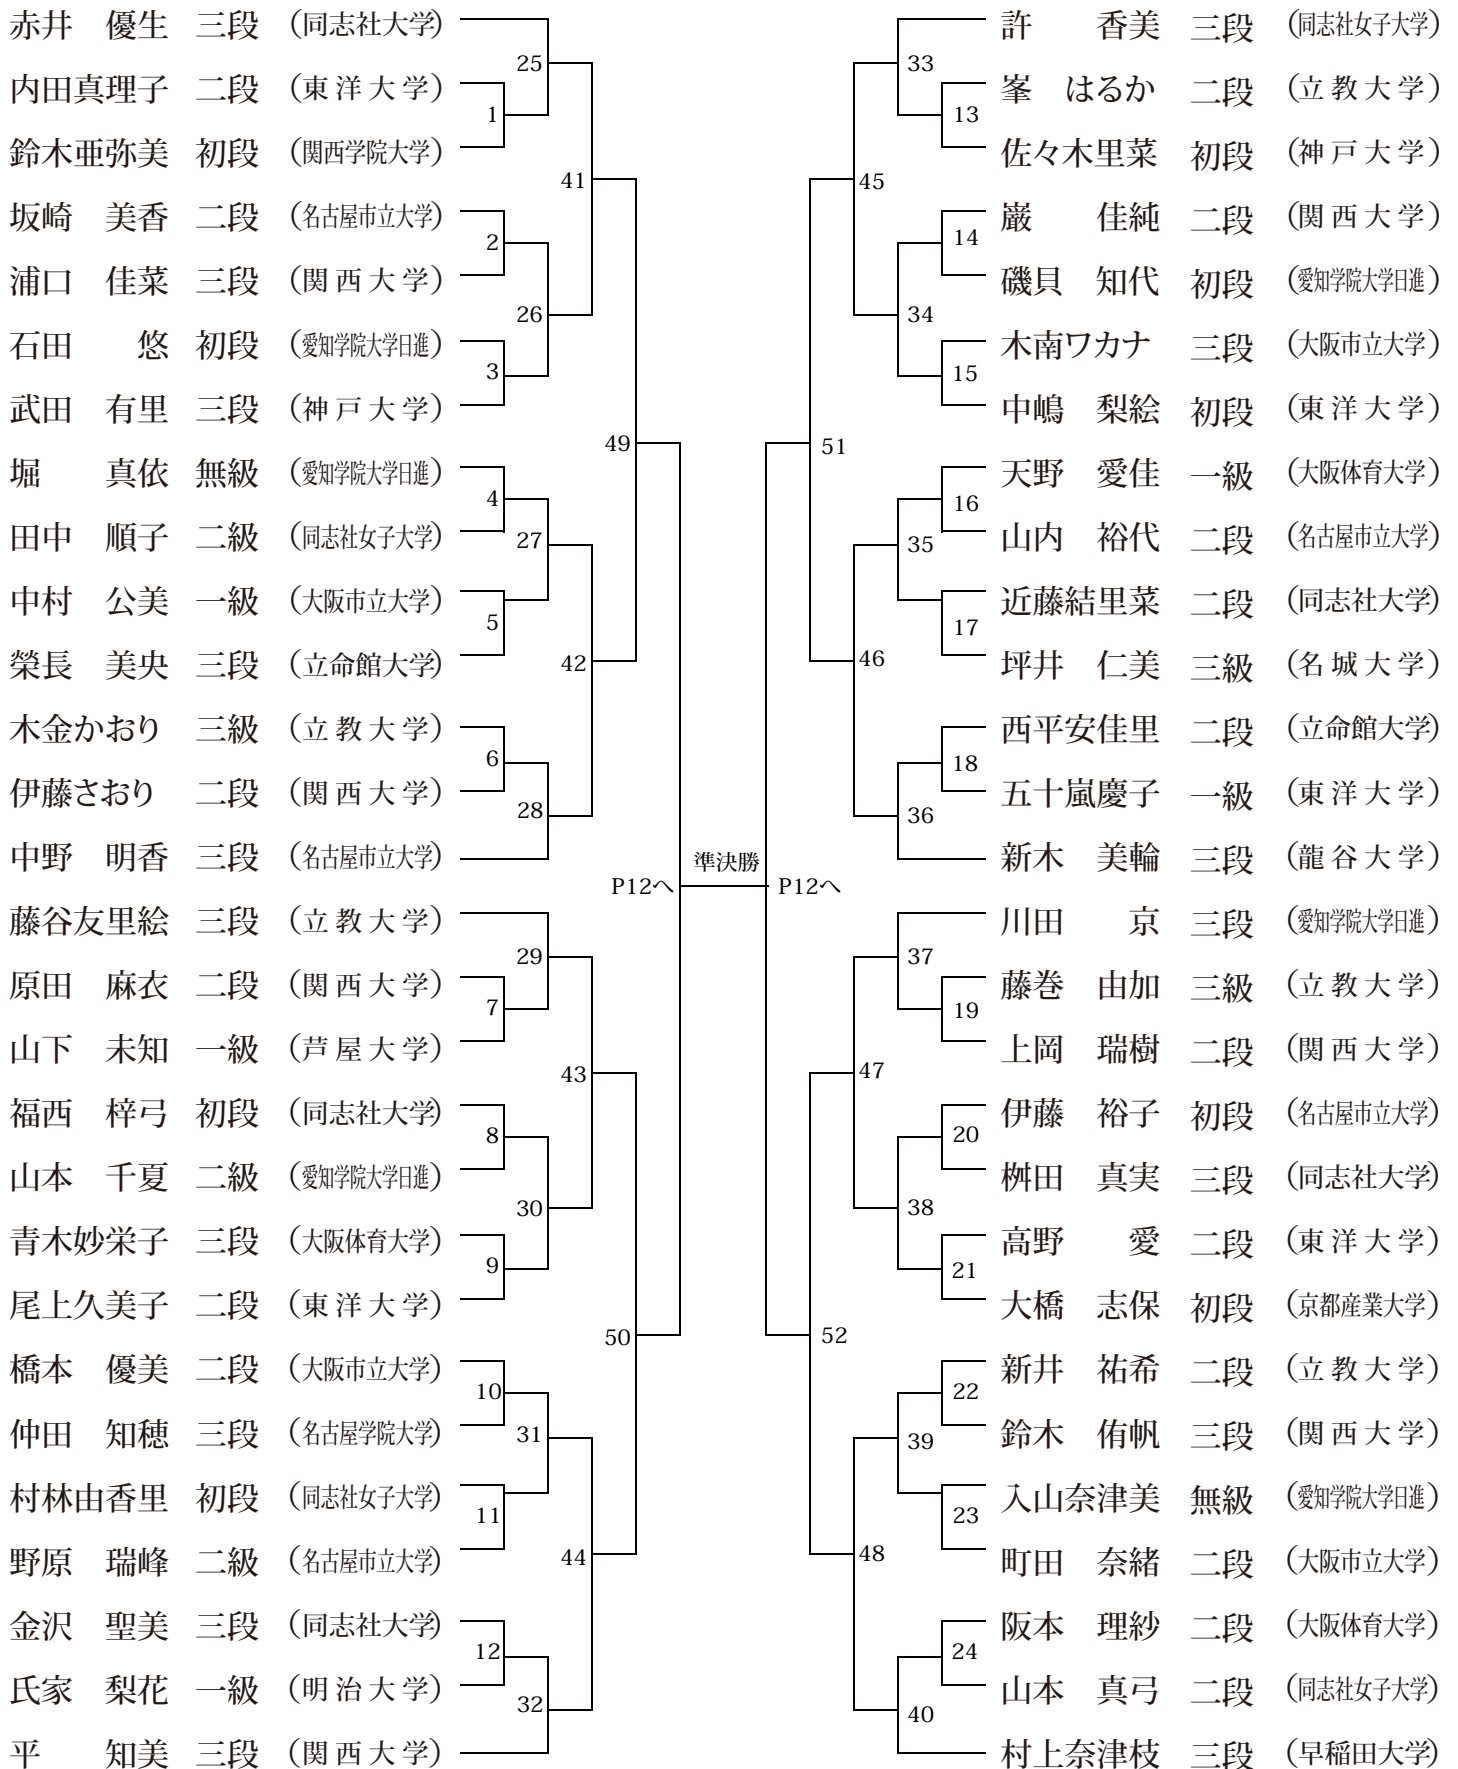 赤井　優生　三段　（同志社大学）
内田真理子　二段　（東洋大学）
鈴木亜弥美　初段　（関西学院大学）
坂崎　美香　二段　（名古屋市立大学）
浦口　佳菜　三段　（関西大学）
石田　　悠　初段　（愛知学院大学日進）
武田　有里　三段　（神戸大学）
堀　　真依　無級　（愛知学院大学日進）
田中　順子　二級　（同志社女子大学）
中村　公美　一級　（大阪市立大学）
榮長　美央　三段　（立命館大学）
木金かおり　三級　（立教大学）
伊藤さおり　二段　（関西大学）
中野　明香　三段　（名古屋市立大学）
藤谷友里絵　三段　（立教大学）
原田　麻衣　二段　（関西大学）
山下　未知　一級　（芦屋大学）
福西　梓弓　初段　（同志社大学）
山本　千夏　二級　（愛知学院大学日進）
青木妙栄子　三段　（大阪体育大学）
尾上久美子　二段　（東洋大学）
橋本　優美　二段　（大阪市立大学）
仲田　知穂　三段　（名古屋学院大学）
村林由香里　初段　（同志社女子大学）
野原　瑞峰　二級　（名古屋市立大学）
金沢　聖美　三段　（同志社大学）
氏家　梨花　一級　（明治大学）
平　　知美　三段　（関西大学）
1
2
3
4
5
6
7
8
9
10
11
12
25
26
27
28
29
30
31
32
41
42
43
44
49
50
P12へ
準決勝
P12へ
51
52
45
46
47
48
33
34
35
36
37
38
39
40
13
14
15
16
17
18
19
20
21
22
23
24
許　　香美　三段　（同志社女子大学）
峯　はるか　二段　（立教大学）
佐々木里菜　初段　（神戸大学）
巌　　佳純　二段　（関西大学）
磯貝　知代　初段　（愛知学院大学日進）
木南ワカナ　三段　（大阪市立大学）
中嶋　梨絵　初段　（東洋大学）
天野　愛佳　一級　（大阪体育大学）
山内　裕代　二段　（名古屋市立大学）
近藤結里菜　二段　（同志社大学）
坪井　仁美　三級　（名城大学）
西平安佳里　二段　（立命館大学）
五十嵐慶子　一級　（東洋大学）
新木　美輪　三段　（龍谷大学）
川田　　京　三段　（愛知学院大学日進）
藤巻　由加　三級　（立教大学）
上岡　瑞樹　二段　（関西大学）
伊藤　裕子　初段　（名古屋市立大学）
桝田　真実　三段　（同志社大学）
高野　　愛　二段　（東洋大学）
大橋　志保　初段　（京都産業大学）
新井　祐希　二段　（立教大学）
鈴木　侑帆　三段　（関西大学）
入山奈津美　無級　（愛知学院大学日進）
町田　奈緒　二段　（大阪市立大学）
阪本　理紗　二段　（大阪体育大学）
山本　真弓　二段　（同志社女子大学）
村上奈津枝　三段　（早稲田大学）